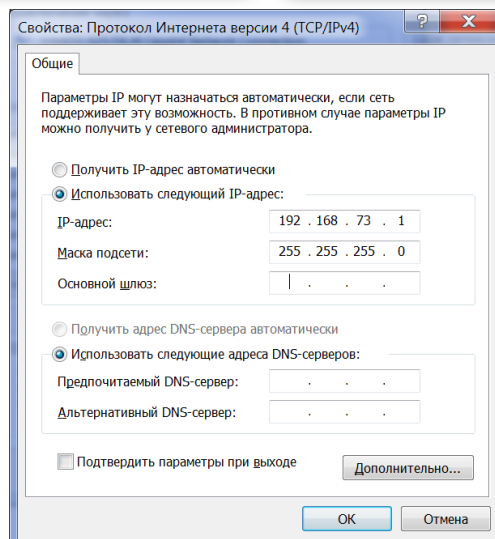 Свойства: Протокол Интернета версии 4 (TCP/IPv4)
Общие
Параметры IP могут назначаться автоматически, если сеть
поддерживает эту возможность. В противном случае параметры IP
можно получить у сетевого администратора.
Получить IP-адрес автоматически
Использовать следующий IP-адрес:
IP-адрес: 192 . 168 . 73 . 1
Маска подсети: 255 . 255 . 255 . 0
Основной шлюз: . . .
Получить адрес DNS-сервера автоматически
Использовать следующие адреса DNS-серверов:
Предпочитаемый DNS-сервер: . . .
Альтернативный DNS-сервер: . . .
Подтвердить параметры при выходе
Дополнительно...
ОК Отмена